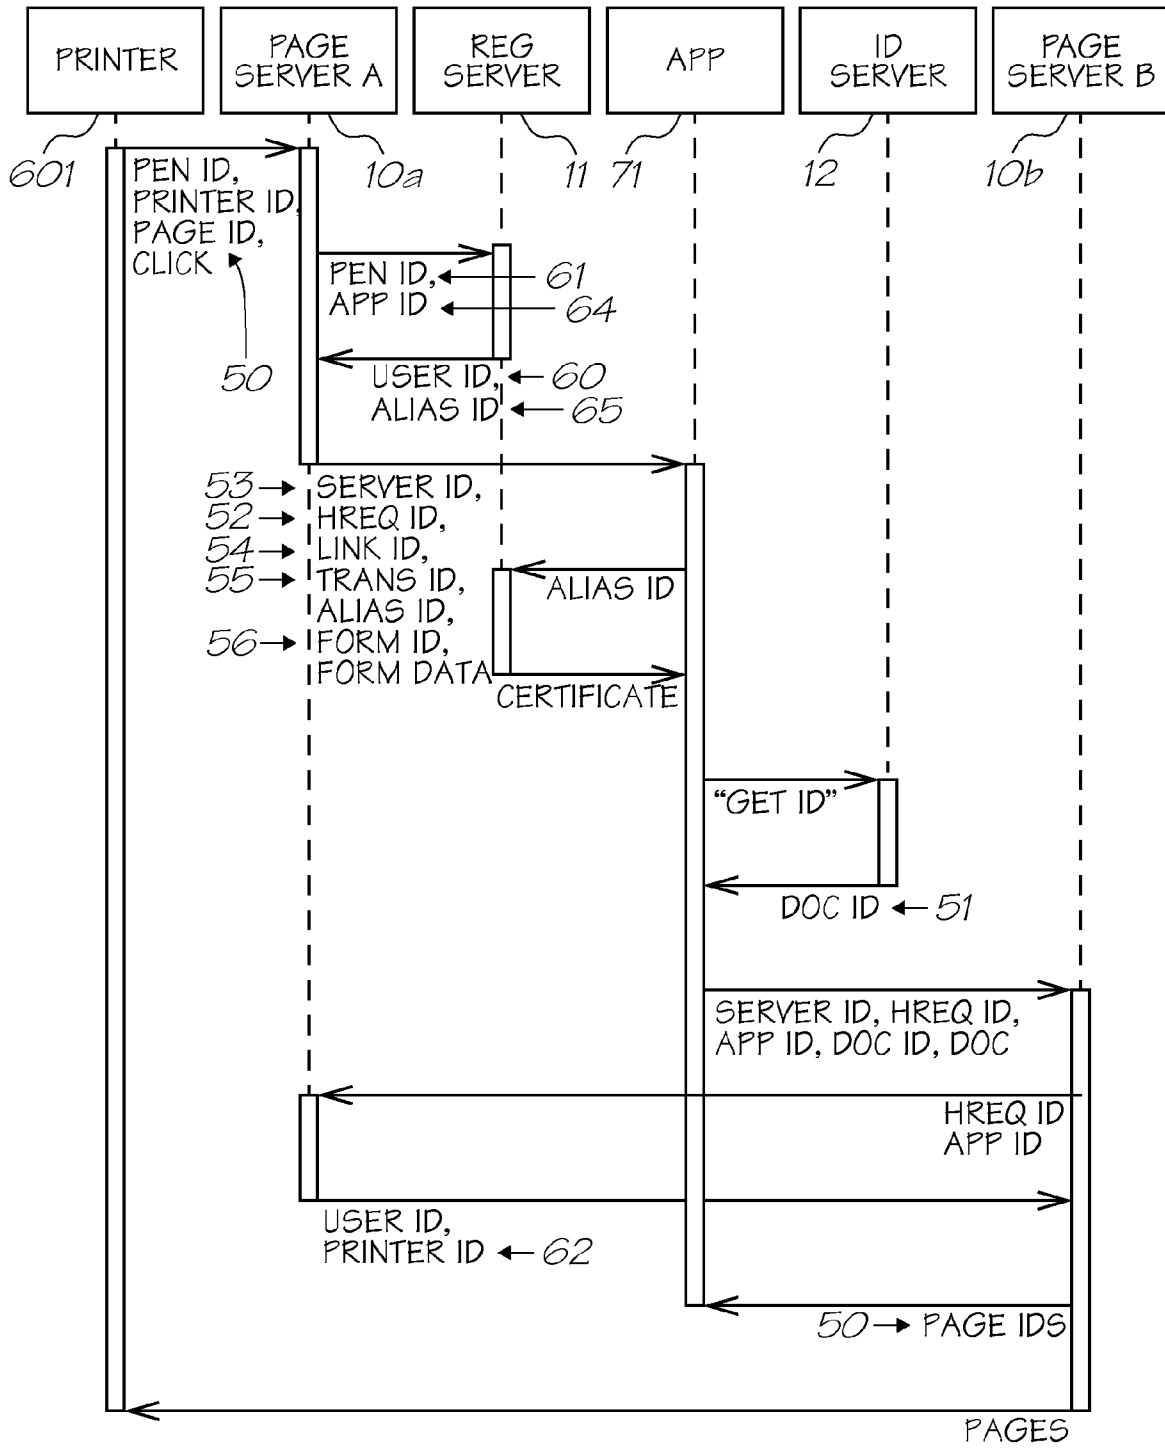 PRINTER
PAGE
SERVER A
REG
SERVER
APP
ID
SERVER
PAGE
SERVER B
601
10a
11
71
12
10b
PEN ID,
PRINTER ID,
PAGE ID,
CLICK
50
PEN ID,
61
APP ID
64
USER ID,
60
ALIAS ID
65
53
SERVER ID,
52
HREQ ID,
54
LINK ID,
55
TRANS ID,
ALIAS ID,
56
FORM ID,
FORM DATA
ALIAS ID
CERTIFICATE
“GET ID”
DOC ID
51
SERVER ID, HREQ ID,
APP ID, DOC ID, DOC
HREQ ID
APP ID
USER ID,
PRINTER ID
62
50
PAGE IDS
PAGES